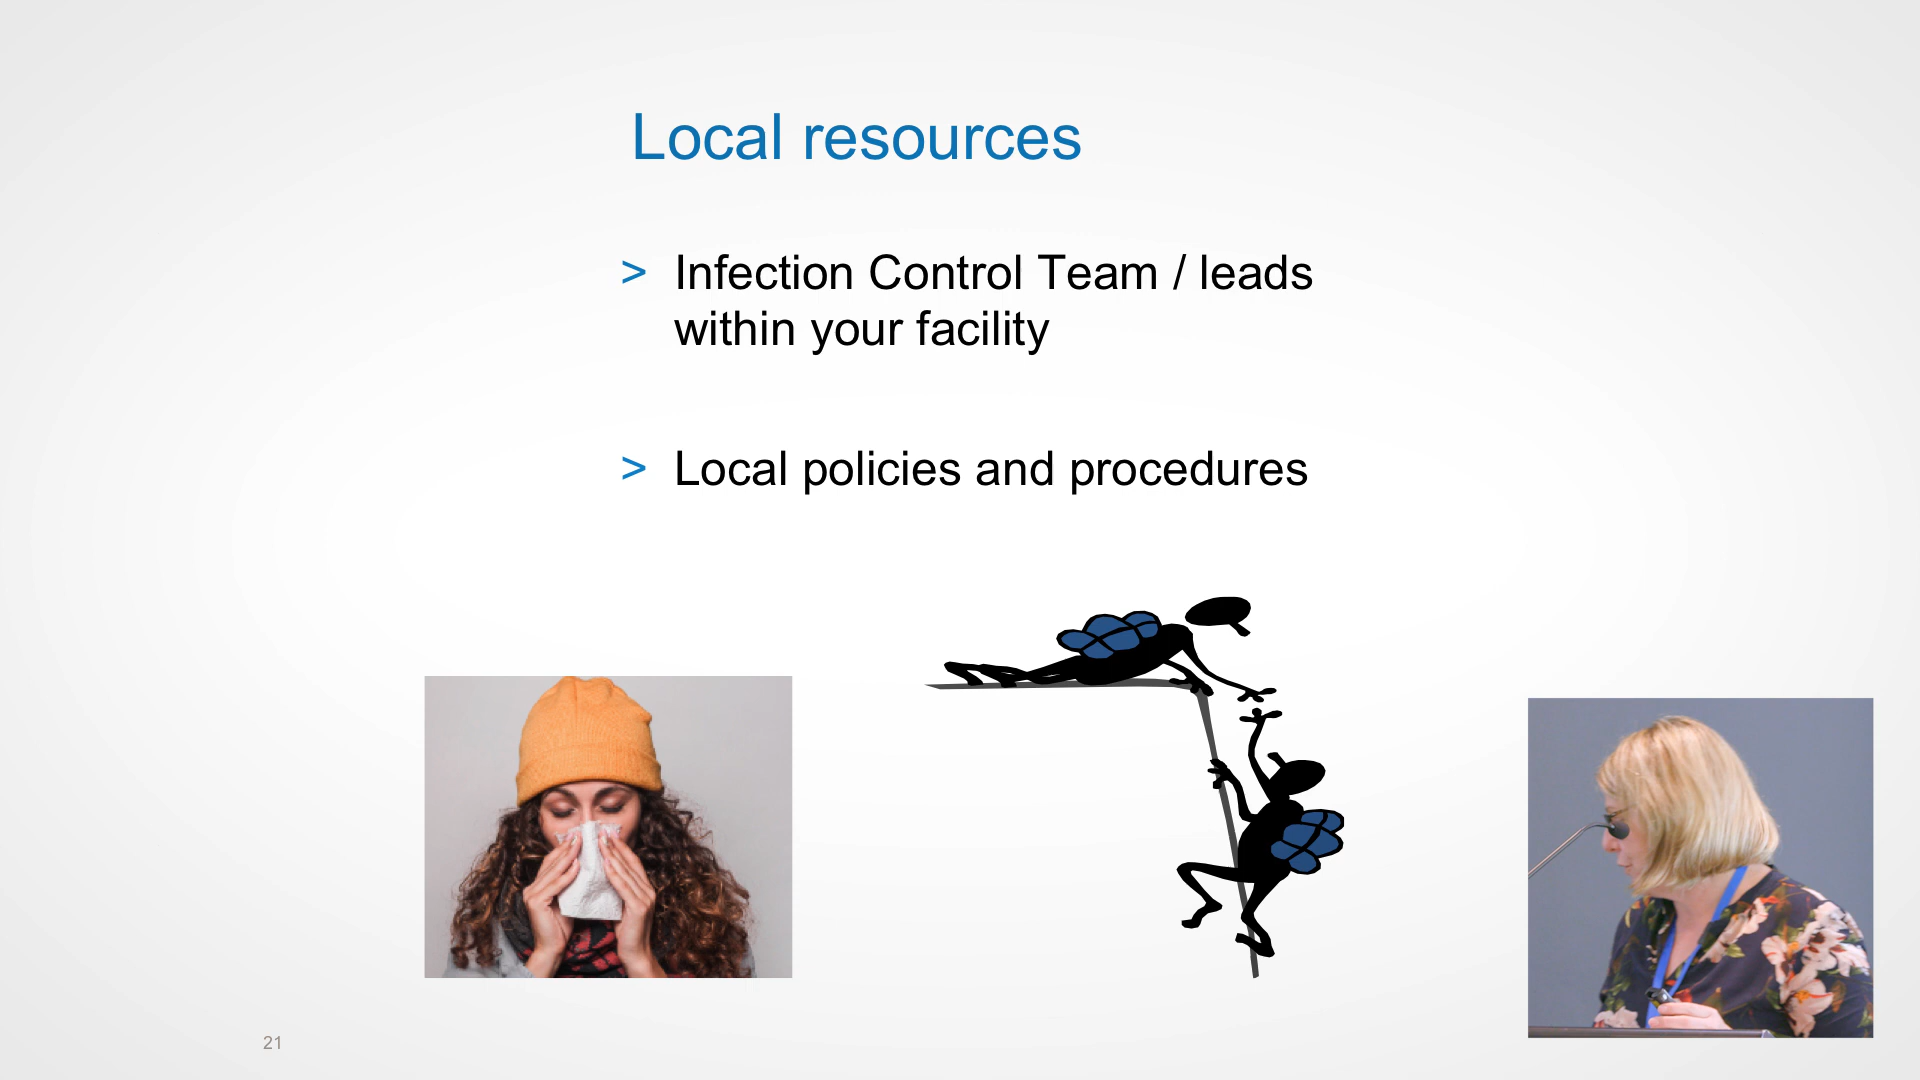 Local resources
> Infection Control Team / leads
within your facility
> Local policies and procedures
21